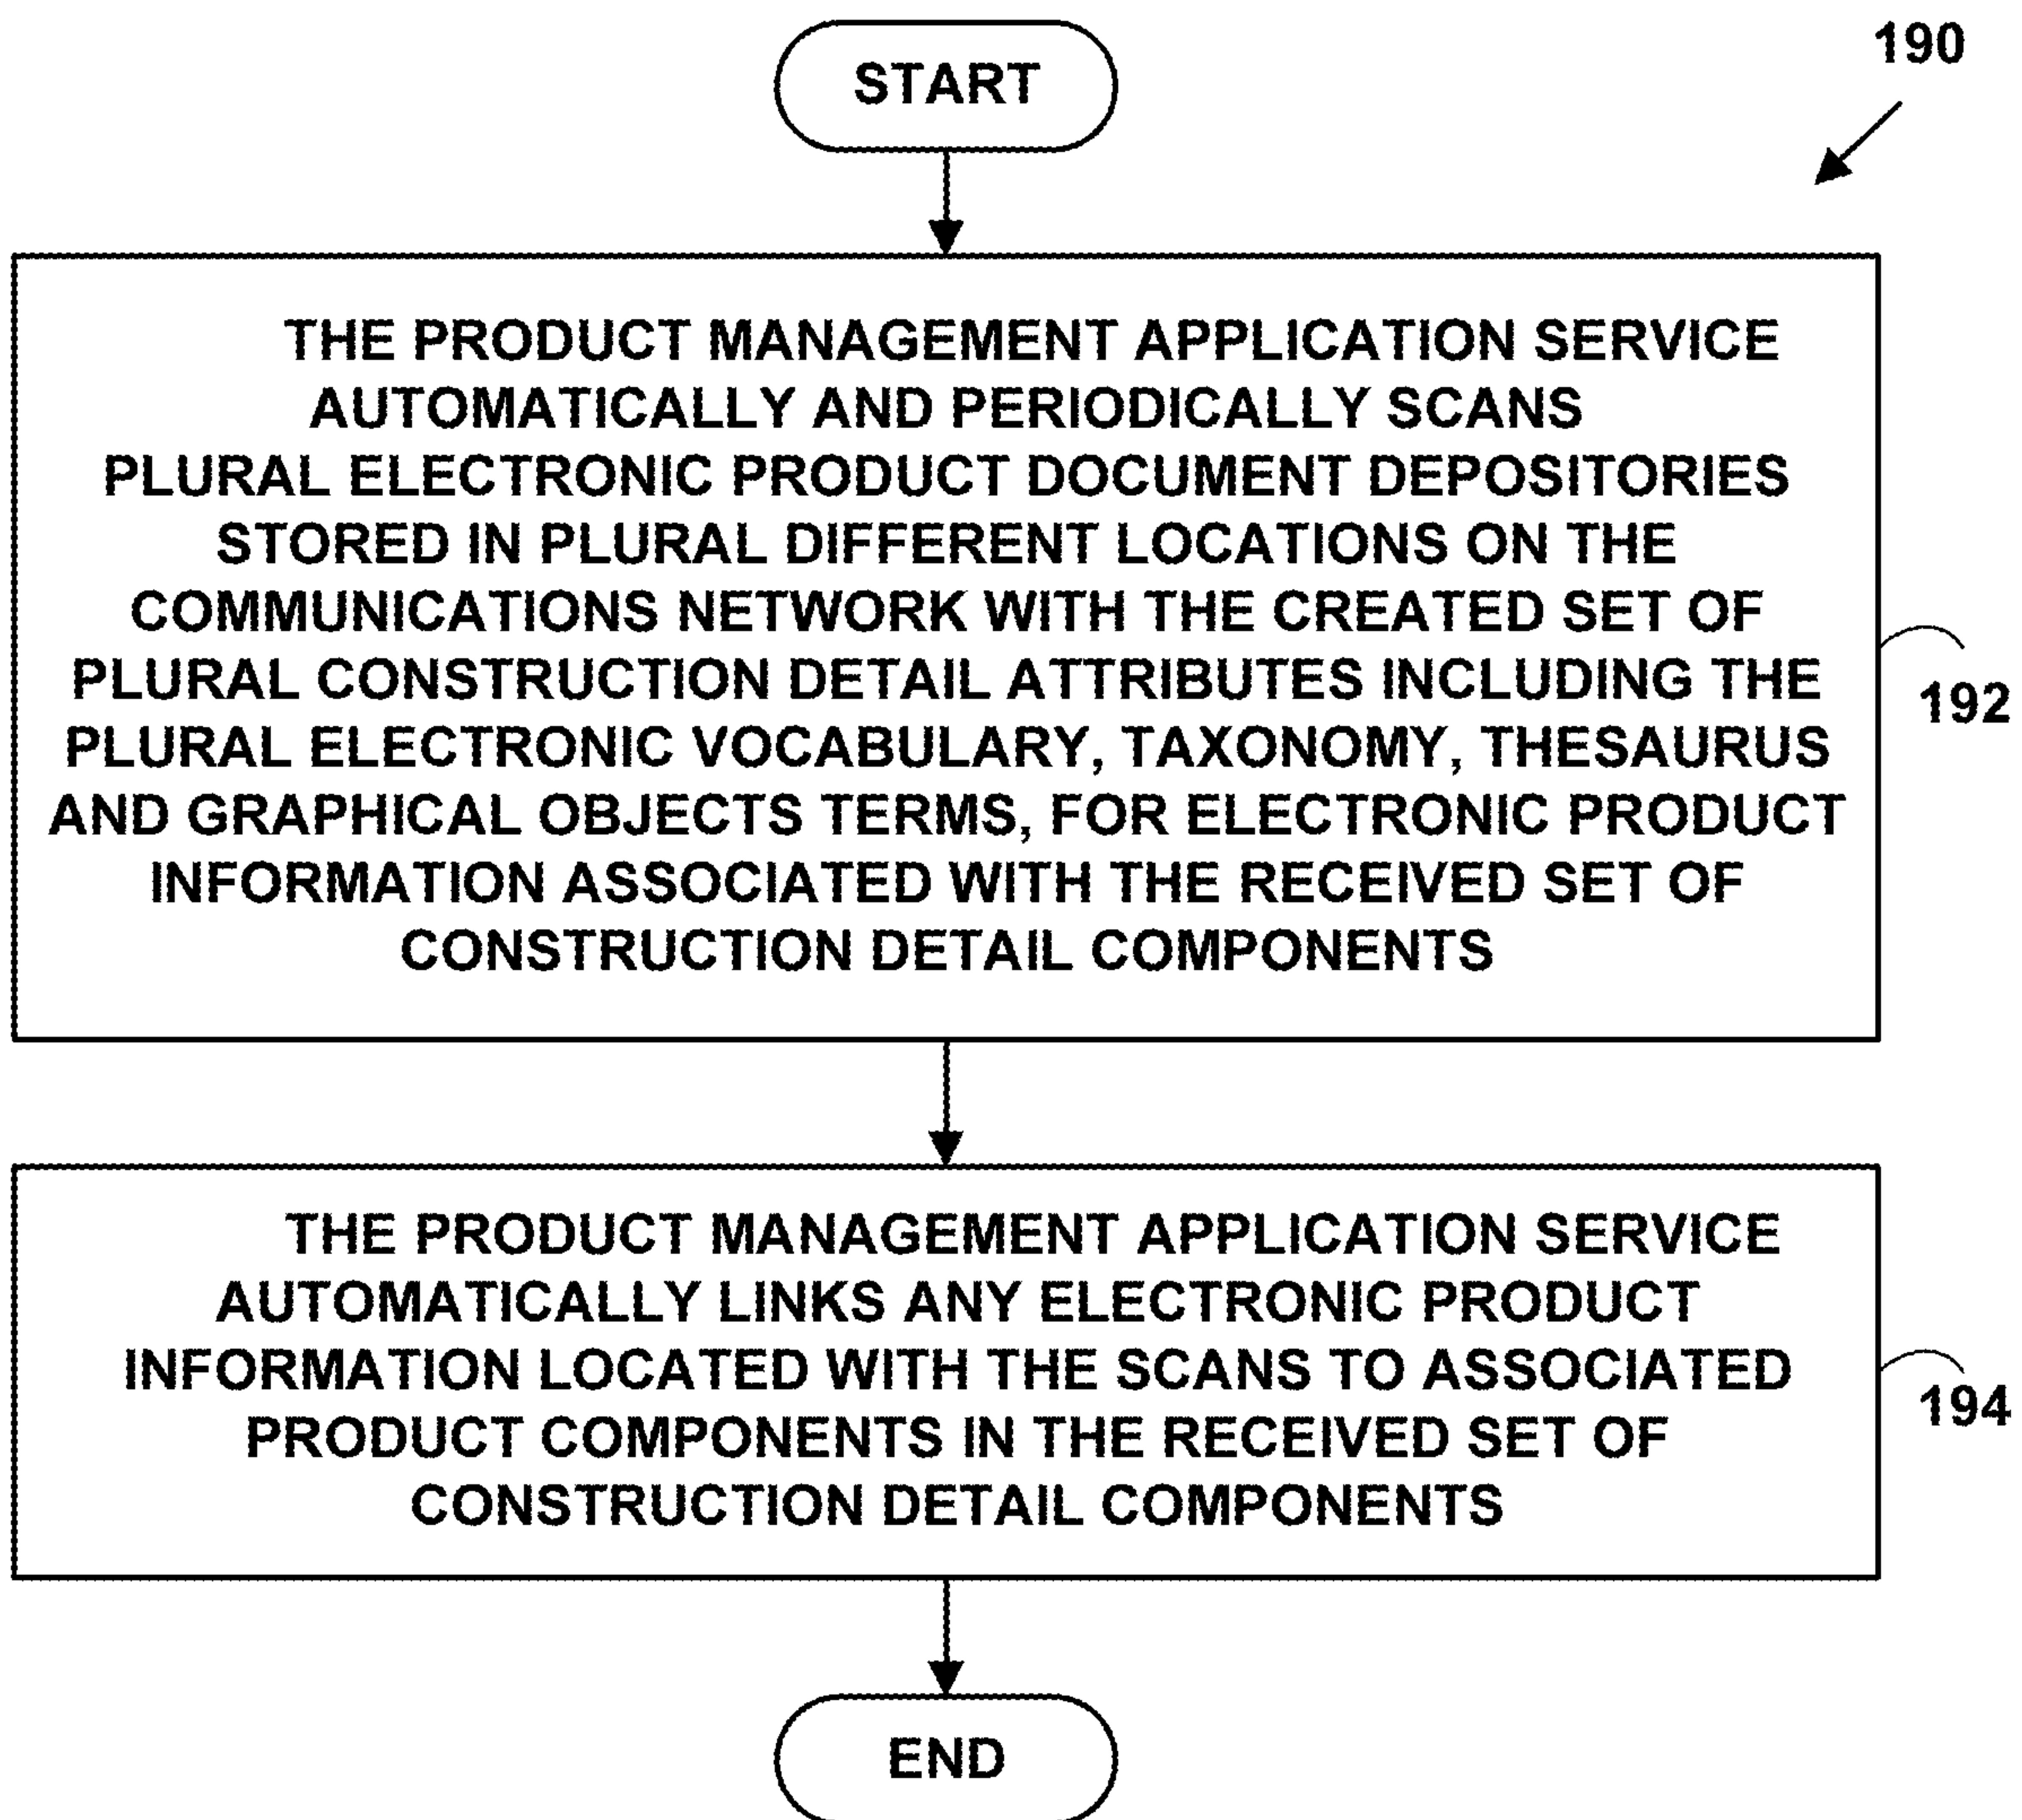 START
190
THE PRODUCT MANAGEMENT APPLICATION SERVICE
AUTOMATICALLY AND PERIODICALLY SCANS
PLURAL ELECTRONIC PRODUCT DOCUMENT DEPOSITORIES
STORED IN PLURAL DIFFERENT LOCATIONS ON THE
COMMUNICATIONS NETWORK WITH THE CREATED SET OF
PLURAL CONSTRUCTION DETAIL ATTRIBUTES INCLUDING THE
PLURAL ELECTRONIC VOCABULARY, TAXONOMY, THESAURUS
AND GRAPHICAL OBJECTS TERMS, FOR ELECTRONIC PRODUCT
INFORMATION ASSOCIATED WITH THE RECEIVED SET OF
CONSTRUCTION DETAIL COMPONENTS
192
THE PRODUCT MANAGEMENT APPLICATION SERVICE
AUTOMATICALLY LINKS ANY ELECTRONIC PRODUCT
INFORMATION LOCATED WITH THE SCANS TO ASSOCIATED
PRODUCT COMPONENTS IN THE RECEIVED SET OF
CONSTRUCTION DETAIL COMPONENTS
194
END